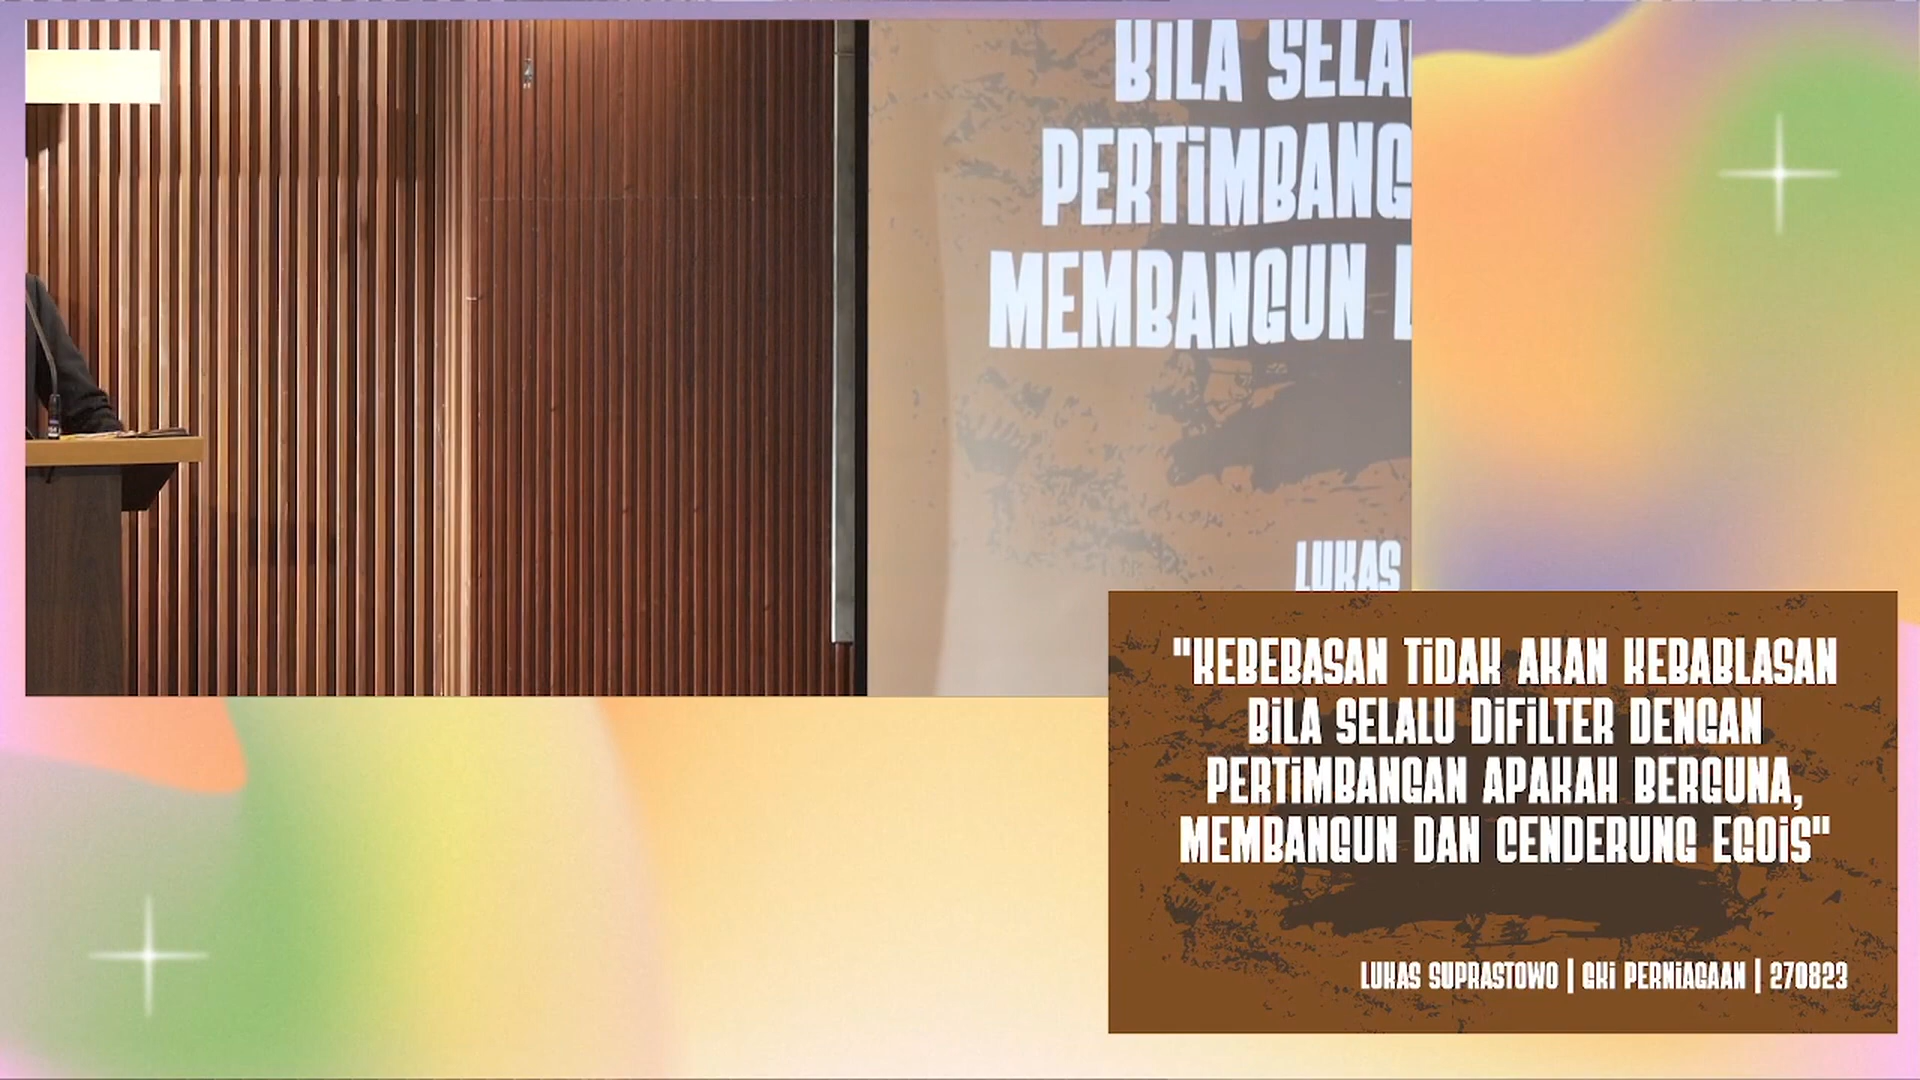 BiLA SELA
PERTiMBANG
MEMBANGUN
LUKAS
"KEBEBASAN TiDAK AKAN KEBABLASAN
BiLA SELALU DiFiLTER DENGAN
PERTiMBANGAN APAKAH BERGUNA,
MEMBANGUN DAN CENDERUNG EGOiS"
LUKAS SUPRASTOWO | GKi PERNiAGAAN | 270823